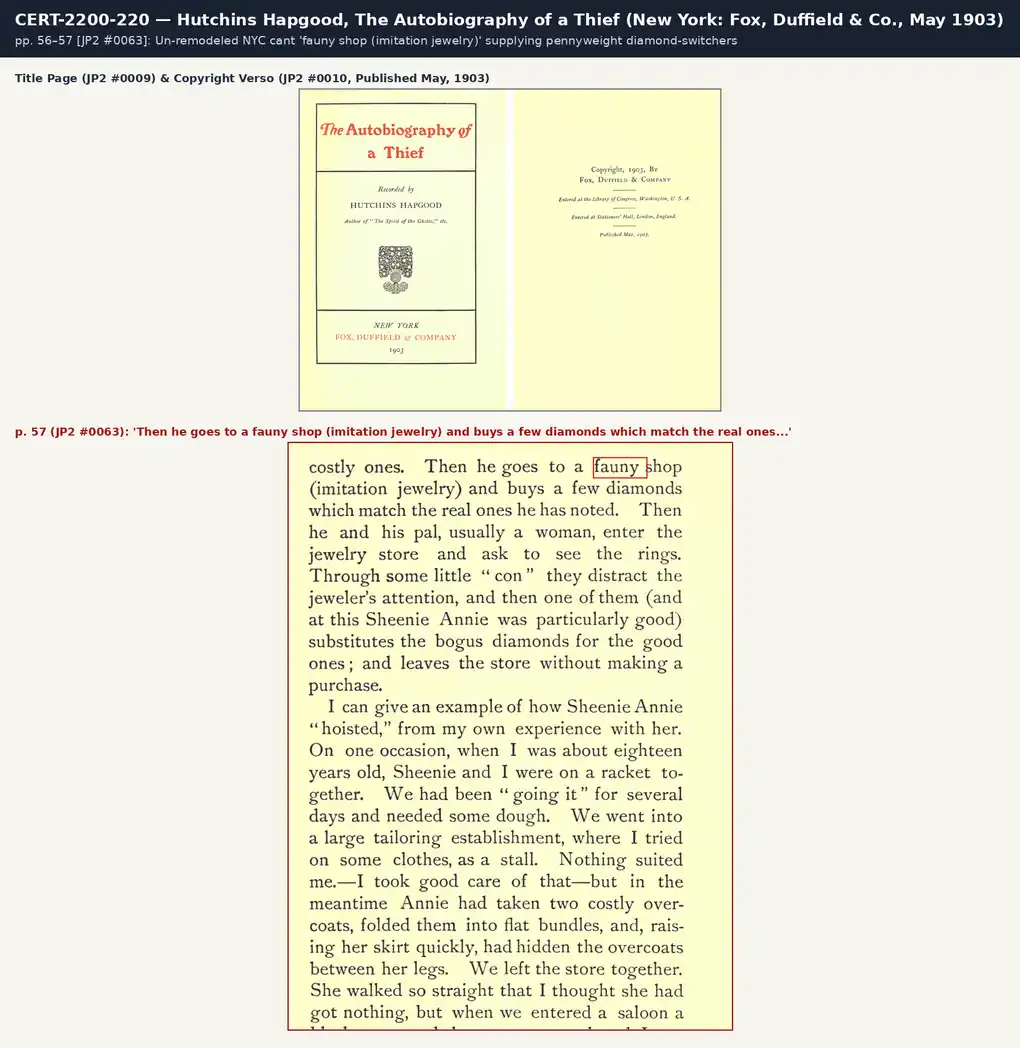 CERT-2200-220 — Hutchins Hapgood, The Autobiography of a Thief (New York: Fox, Duffield & Co., May 1903)
pp. 56–57 [JP2 #0063]: Un-remodeled NYC cant 'fauny shop (imitation jewelry)' supplying pennyweight diamond-switchers
Title Page (JP2 #0009) & Copyright Verso (JP2 #0010, Published May, 1903)
The Autobiography of
a Thief
Recorded by
HUTCHINS HAPGOOD
Author of "The Spirit of the Ghetto," etc.
NEW YORK
FOX, DUFFIELD & COMPANY
1903
Copyright, 1903, By
Fox, Duffield & Company
Entered at the Library of Congress, Washington, U. S. A.
Entered at Stationers' Hall, London, England.
Published May, 1903.
p. 57 (JP2 #0063): 'Then he goes to a fauny shop (imitation jewelry) and buys a few diamonds which match the real ones...'
costly ones. Then he goes to a fauny shop
(imitation jewelry) and buys a few diamonds
which match the real ones he has noted. Then
he and his pal, usually a woman, enter the
jewelry store and ask to see the rings.
Through some little "con" they distract the
jeweler's attention, and then one of them (and
at this Sheenie Annie was particularly good)
substitutes the bogus diamonds for the good
ones; and leaves the store without making a
purchase.
I can give an example of how Sheenie Annie
"hoisted," from my own experience with her.
On one occasion, when I was about eighteen
years old, Sheenie and I were on a racket to-
gether. We had been "going it" for several
days and needed some dough. We went into
a large tailoring establishment, where I tried
on some clothes, as a stall. Nothing suited
me.—I took good care of that—but in the
meantime Annie had taken two costly over-
coats, folded them into flat bundles, and, rais-
ing her skirt quickly, had hidden the overcoats
between her legs. We left the store together.
She walked so straight that I thought she had
got nothing, but when we entered a saloon a